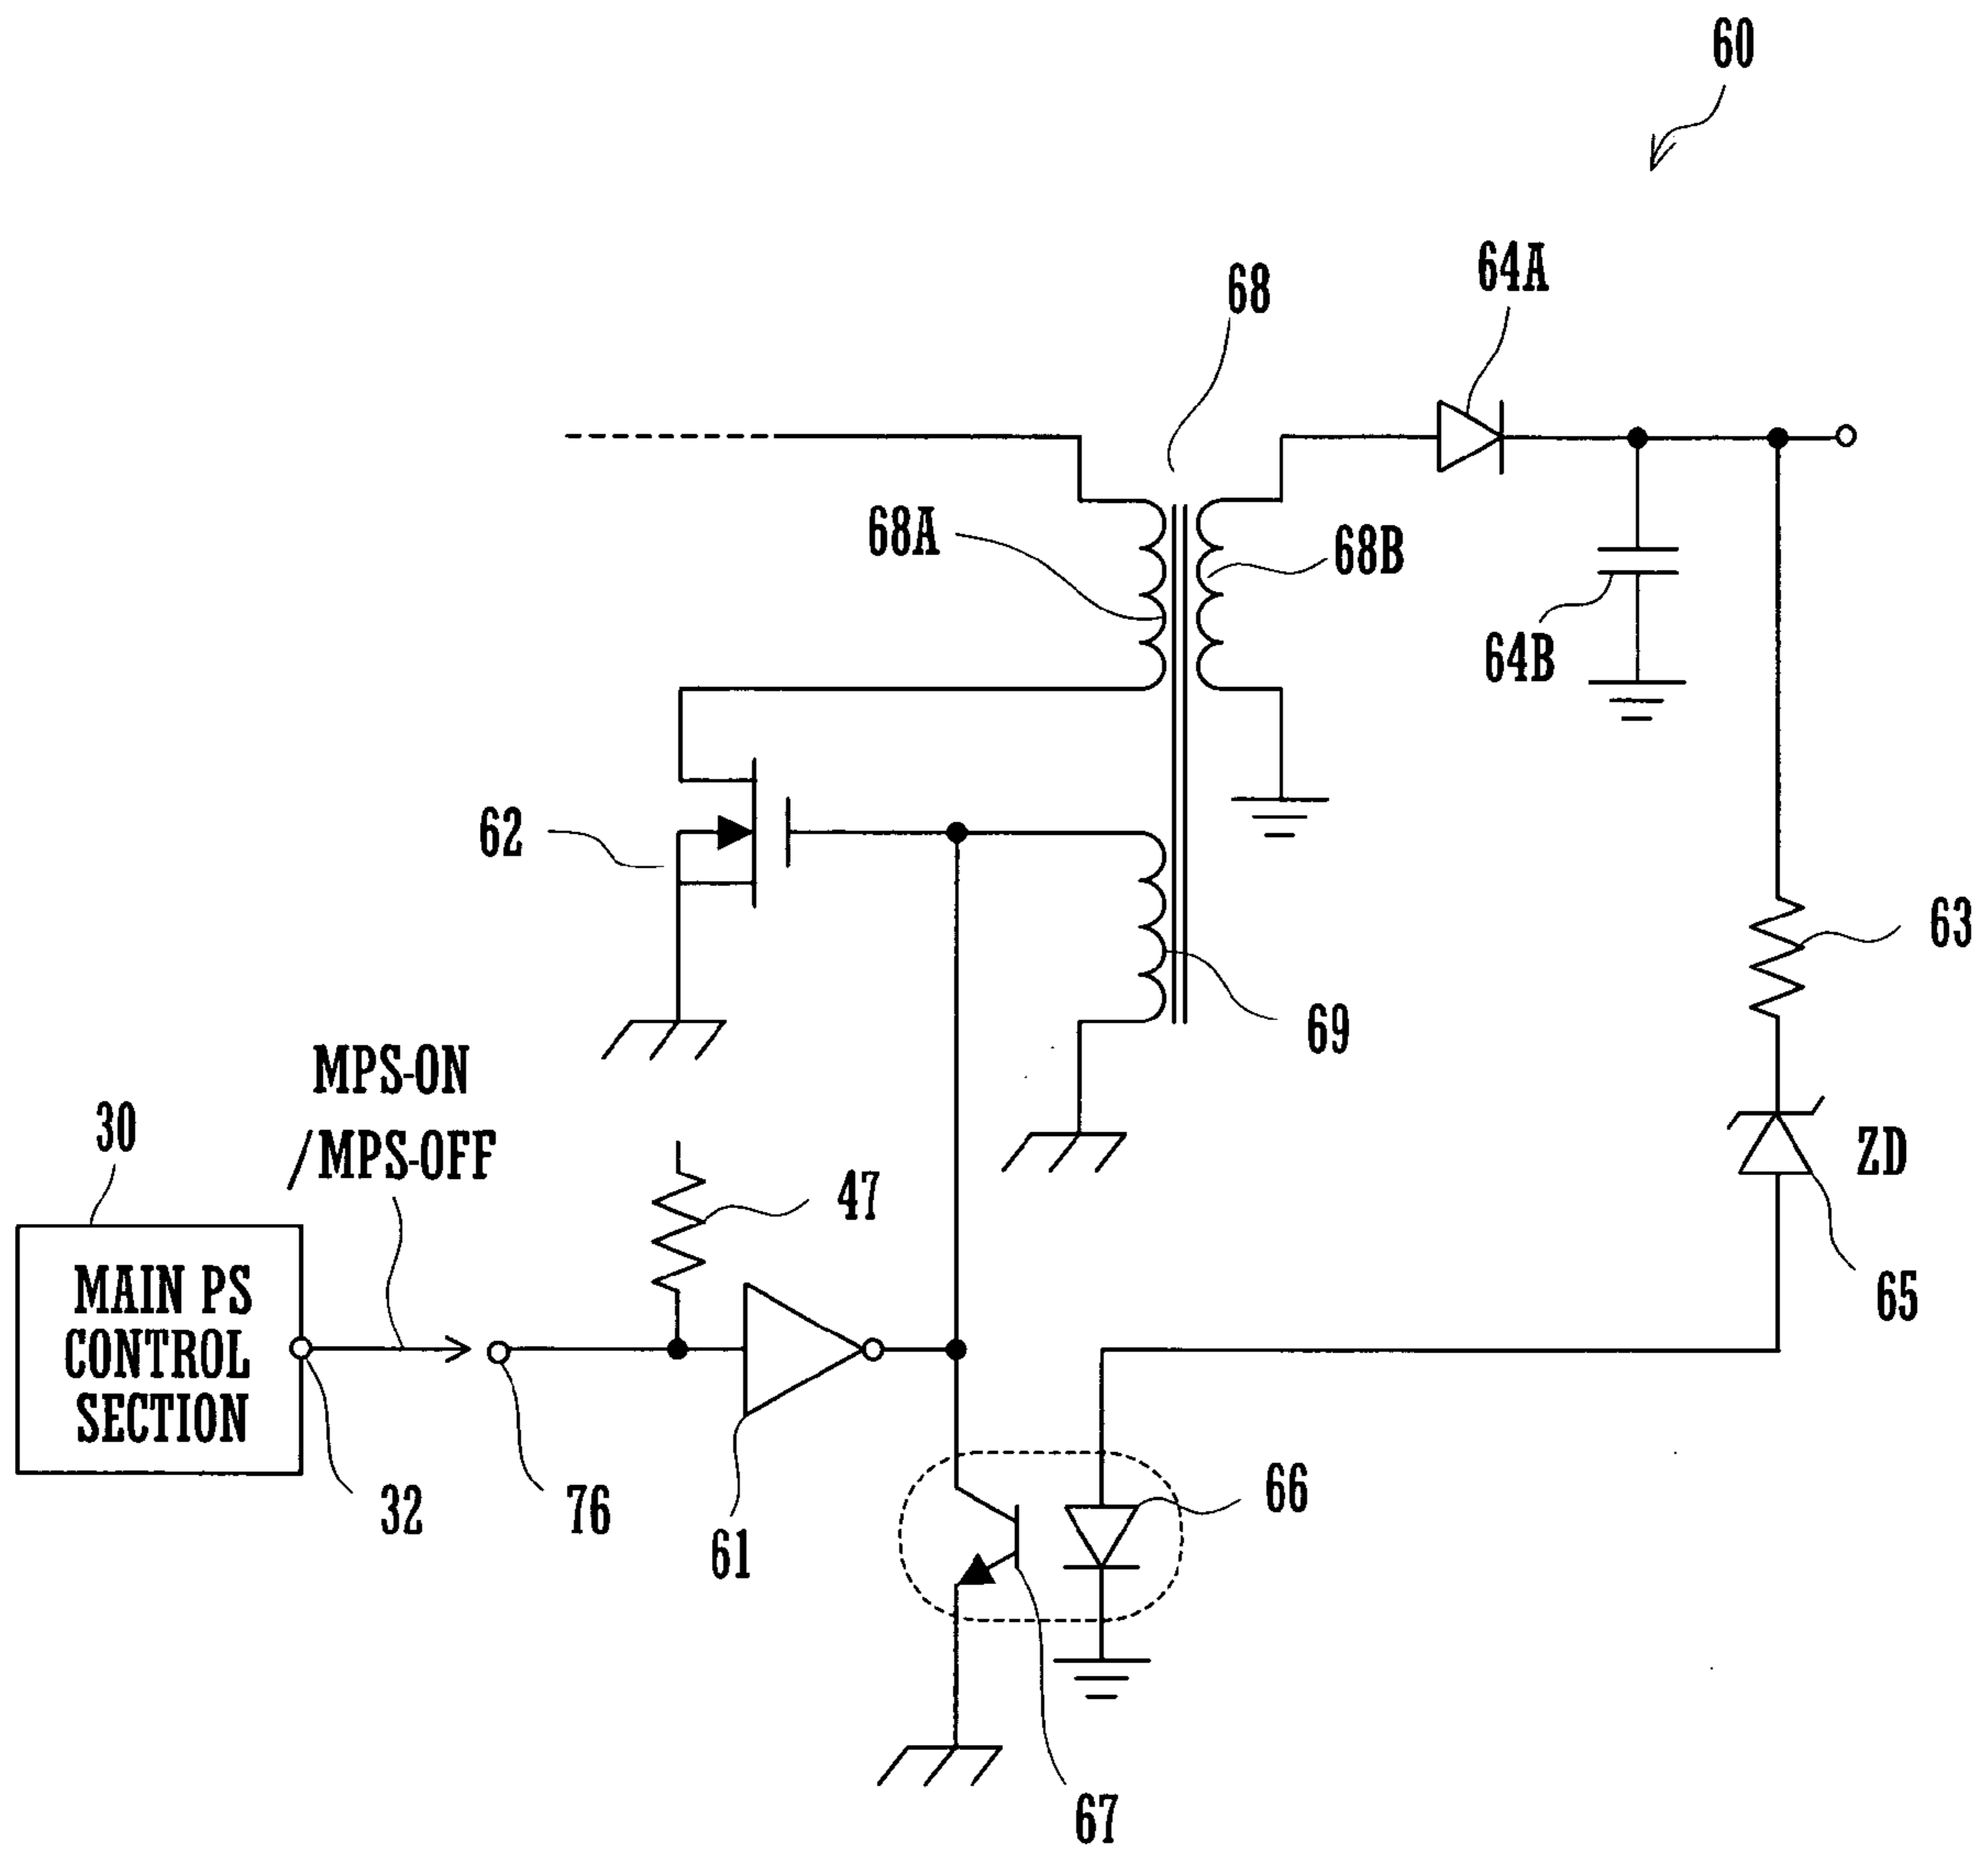 60
64A
68
68A
68B
64B
62
63
69
MPS-ON
/MPS-OFF
30
47
ZD
65
MAIN PS
CONTROL
SECTION
32
76
61
66
67